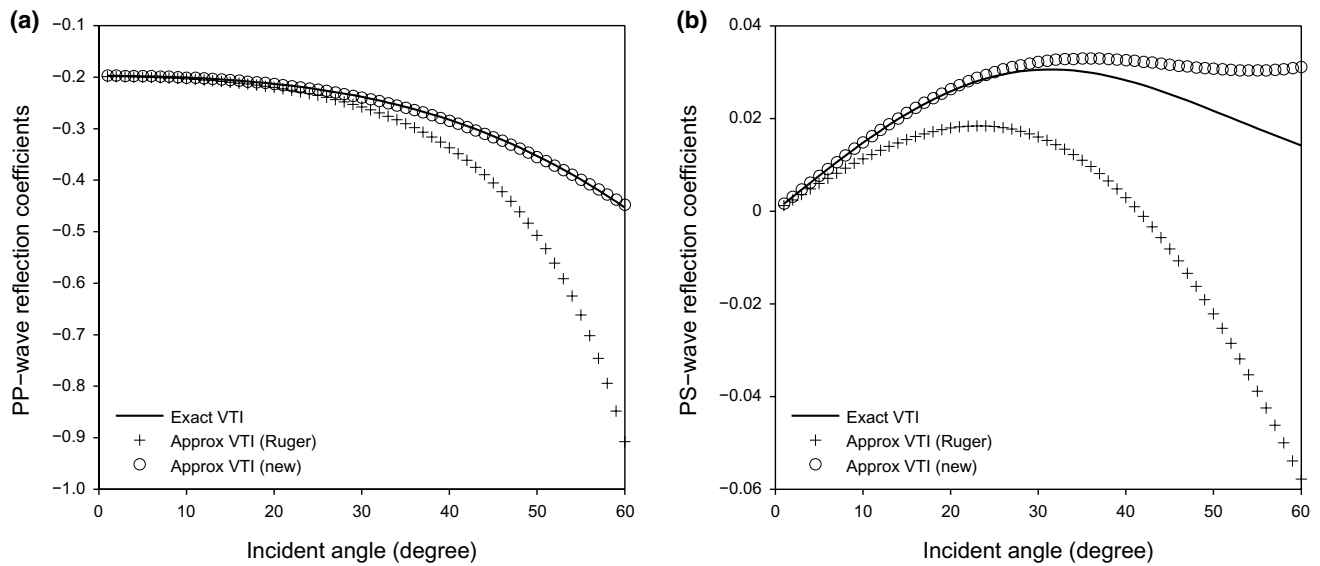 (a)
−0.1
−0.2
−0.3
−0.4
−0.5
−0.6
−0.7
−0.8
−0.9
−1.0
PP−wave reflection coefficients
Exact VTI
Approx VTI (Ruger)
Approx VTI (new)
0 10 20 30 40 50 60
Incident angle (degree)
(b)
0.04
0.02
0
−0.02
−0.04
−0.06
PS−wave reflection coefficients
Exact VTI
Approx VTI (Ruger)
Approx VTI (new)
0 10 20 30 40 50 60
Incident angle (degree)